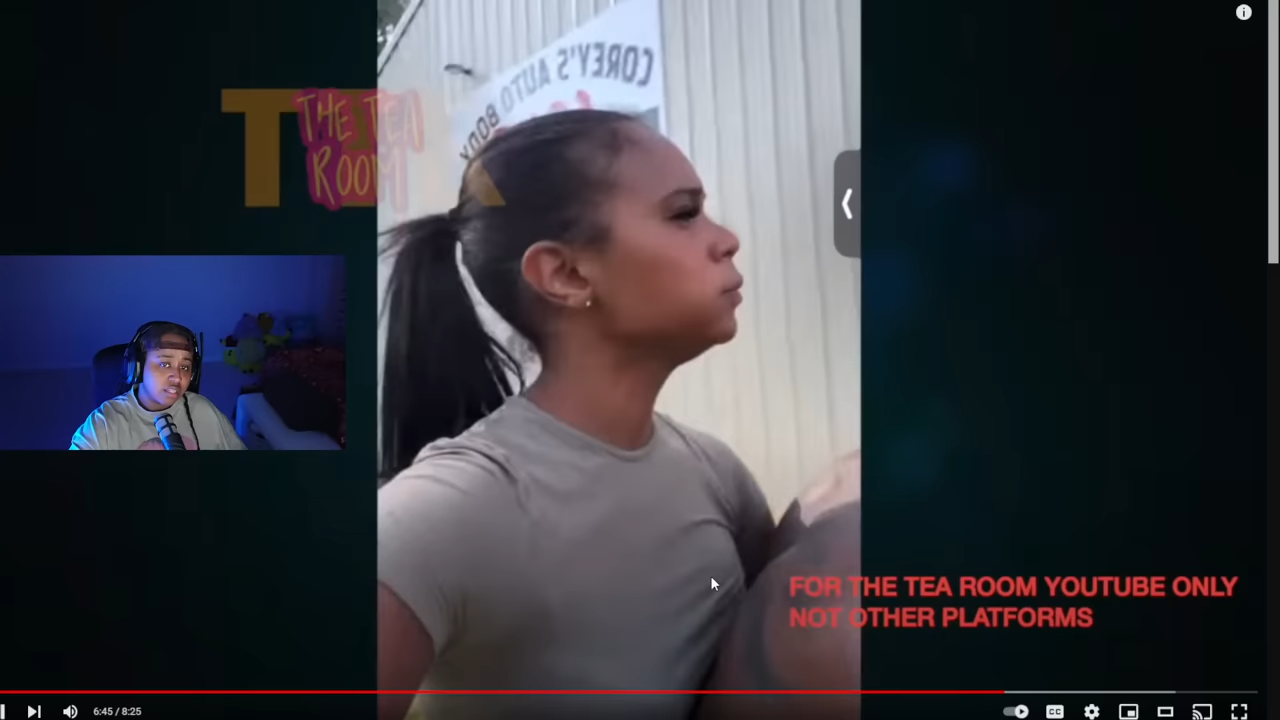 COREY'S AUTO BODY
THE TEA
ROOM
T
FOR THE TEA ROOM YOUTUBE ONLY
NOT OTHER PLATFORMS
6:45 / 8:25
CC